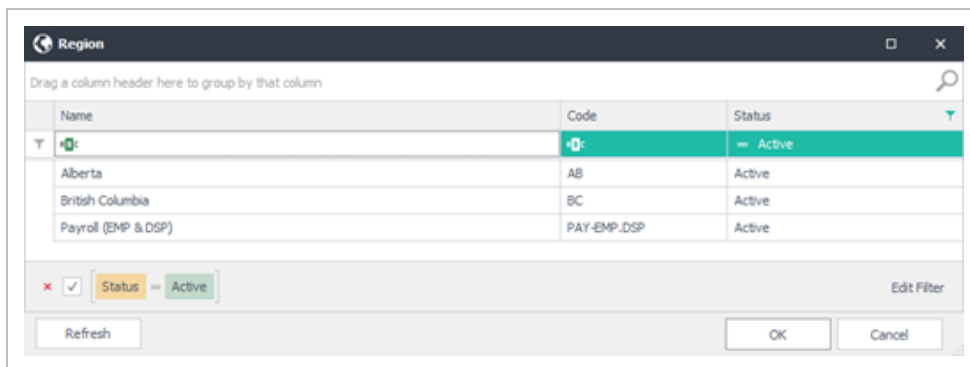 Region
Drag a column header here to group by that column
Name Code Status
= Active
Alberta AB Active
British Columbia BC Active
Payroll (EMP & DSP) PAY-EMP.DSP Active
Status = Active Edit Filter
Refresh OK Cancel